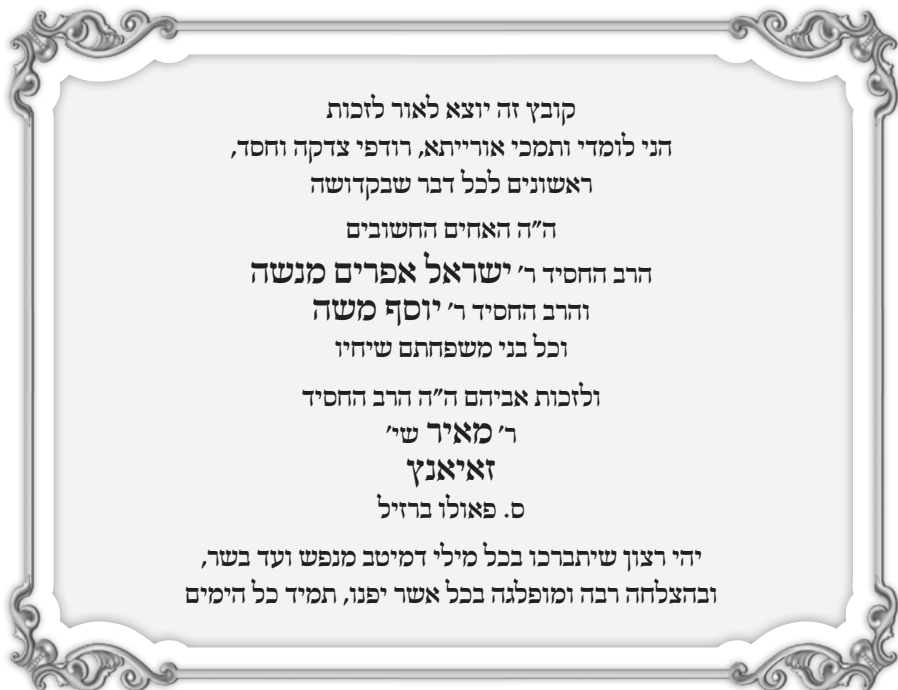 קובץ זה יוצא לאור לזכות
הני לומדי ותמכי אורייתא, רודפי צדקה וחסד,
ראשונים לכל דבר שבקדושה
ה״ה האחים החשובים
הרב החסיד ר׳ ישראל אפרים מנשה
והרב החסיד ר׳ יוסף משה
וכל בני משפחתם שיחיו
ולזכות אביהם ה״ה הרב החסיד
ר׳ מאיר שי׳
זאיאנץ
ס. פאולו ברזיל
יהי רצון שיתברכו בכל מילי דמיטב מנפש ועד בשר,
ובהצלחה רבה ומופלגה בכל אשר יפנו, תמיד כל הימים